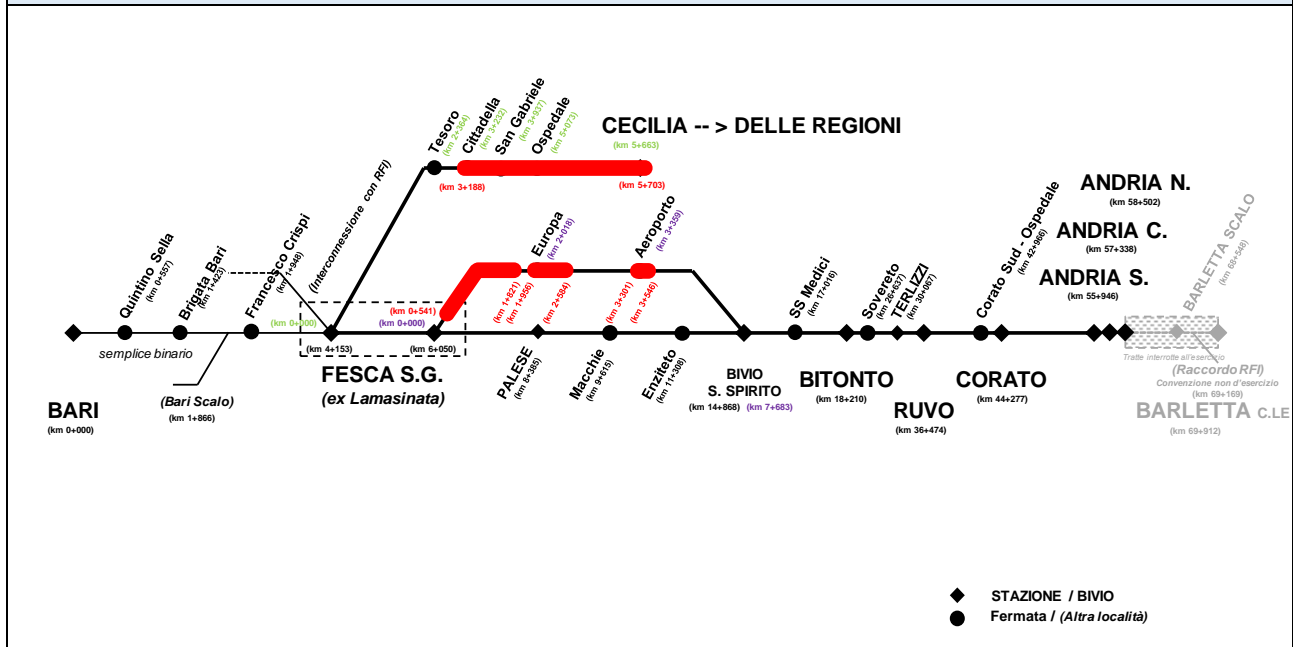 Tesoro
(km 2+364)
Cittadella
(km 3+232)
San Gabriele
(km 3+937)
Ospedale
(km 5+073)
CECILIA -- > DELLE REGIONI
(km 5+663)
(km 3+188)
(km 5+703)
ANDRIA N.
(km 58+502)
ANDRIA C.
(km 57+338)
ANDRIA S.
(km 55+946)
Quintino Sella
(km 0+557)
Brigata Bari
(km 1+423)
Francesco Crispi
(km 1+948)
(Interconnessione con RFI)
Europa
(km 2+018)
Aeroporto
(km 3+359)
SS Medici
(km 17+016)
Sovereto
(km 26+637)
TERLIZZI
(km 30+067)
Corato Sud - Ospedale
(km 42+966)
BARLETTA SCALO
(km 68+548)
(km 0+541)
(km 1+821)
(km 1+956)
(km 2+584)
(km 3+301)
(km 3+546)
(km 0+000)
(km 0+000)
semplice binario
(km 4+153)
(km 6+050)
PALESE
(km 8+385)
Macchie
(km 9+615)
Enziteto
(km 11+308)
Tratte interrotte all'esercizio
(Raccordo RFI)
Convenzione non d'esercizio
(km 69+169)
FESCA S.G.
(ex Lamasinata)
BIVIO
S. SPIRITO
(km 14+868) (km 7+683)
BITONTO
(km 18+210)
CORATO
(km 44+277)
BARI
(km 0+000)
(Bari Scalo)
(km 1+866)
RUVO
(km 36+474)
BARLETTA C.LE
(km 69+912)
STAZIONE / BIVIO
Fermata / (Altra località)